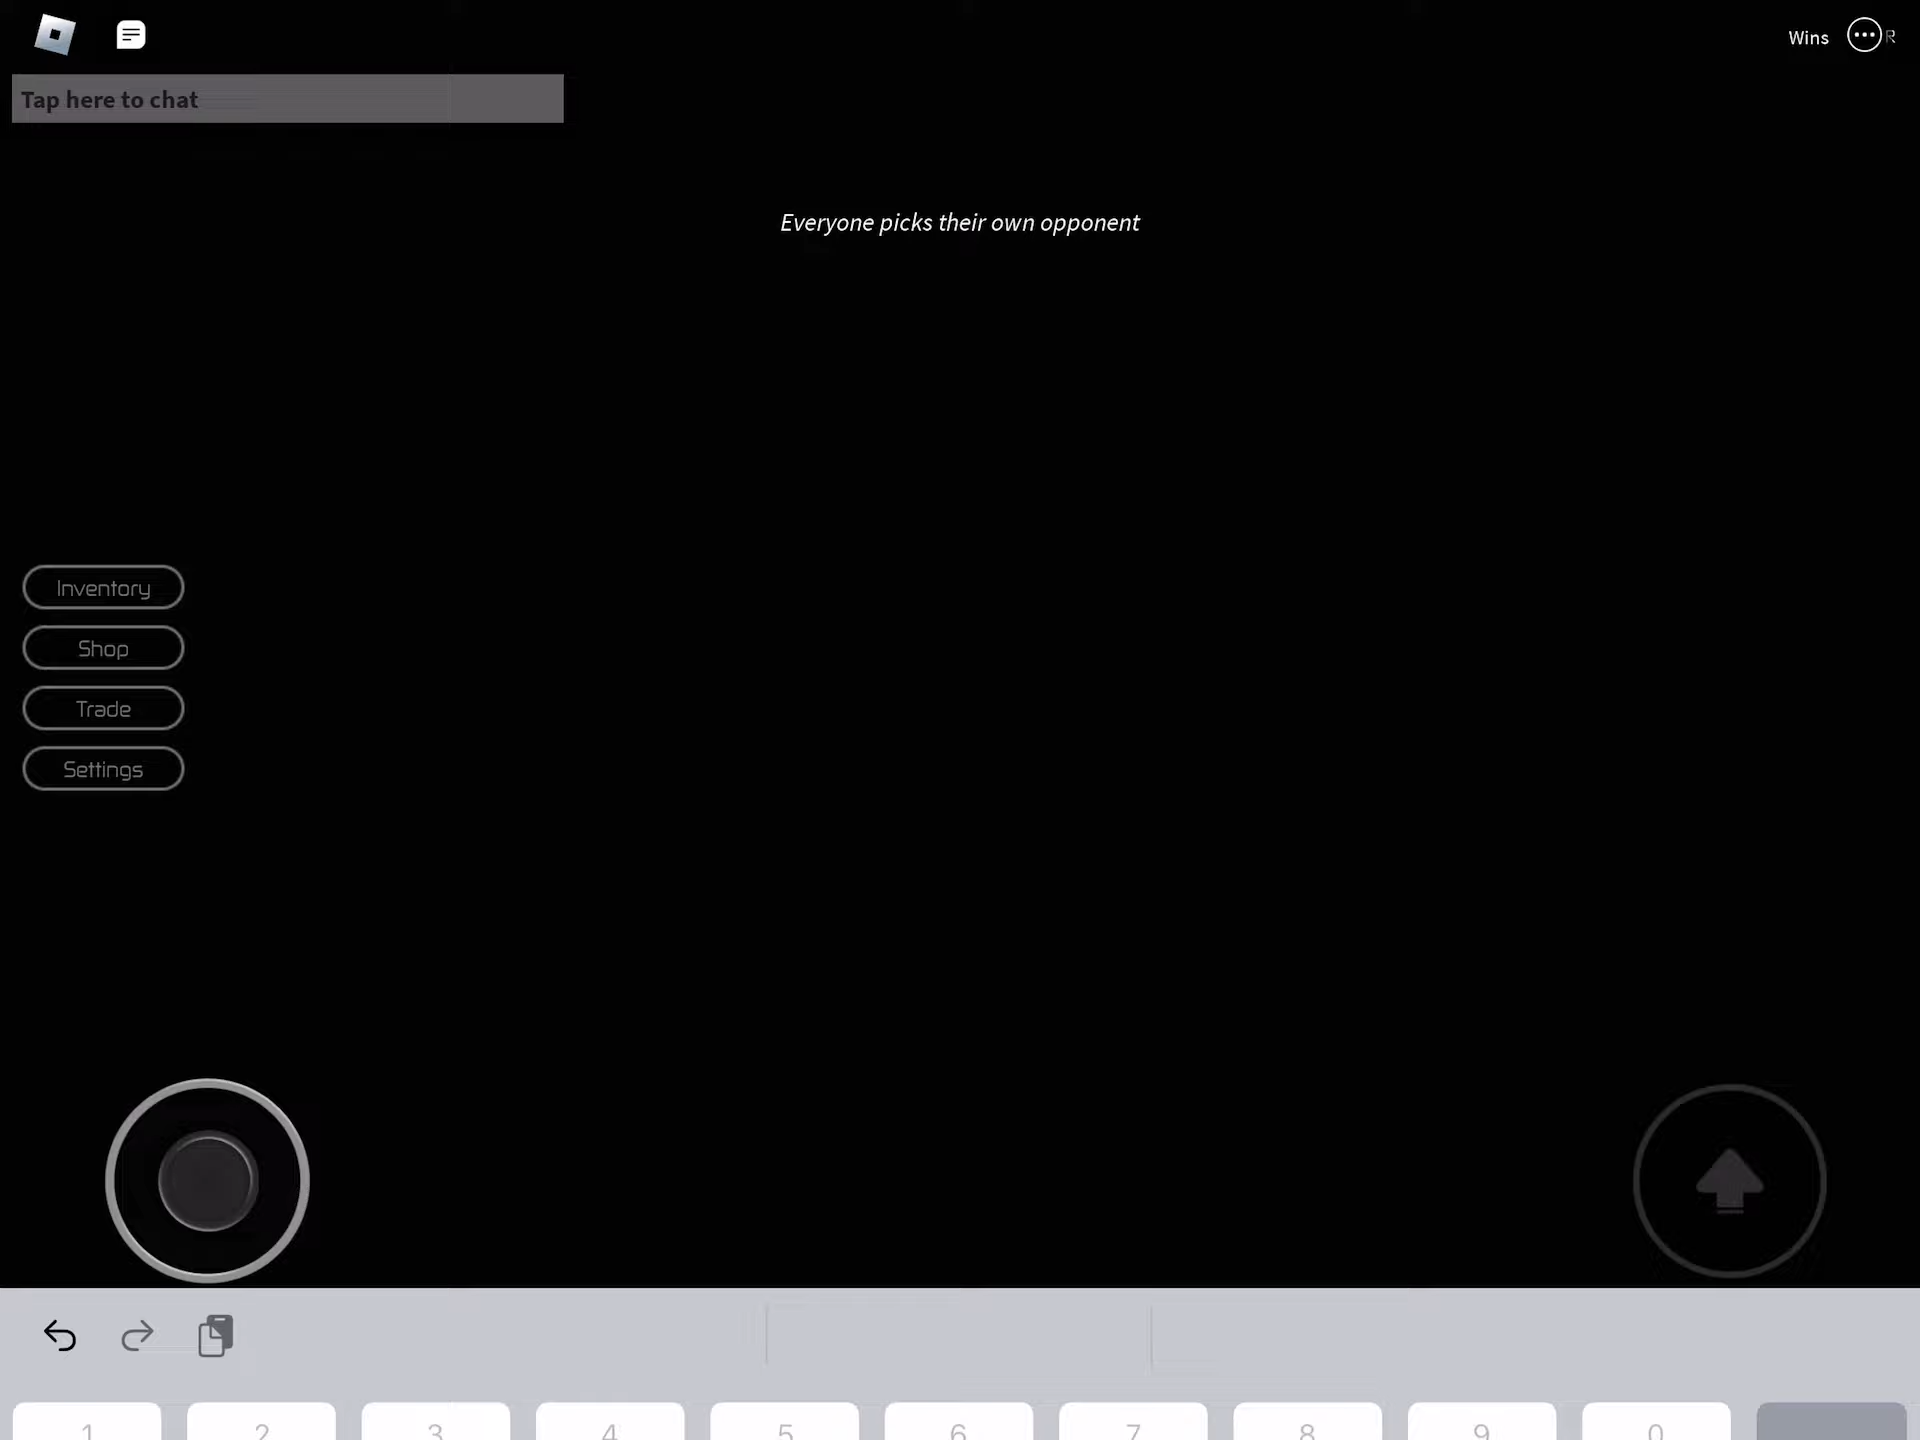 Wins
R
Tap here to chat
Everyone picks their own opponent
Inventory
Shop
Trade
Settings
1 2 3 4 5 6 7 8 9 0